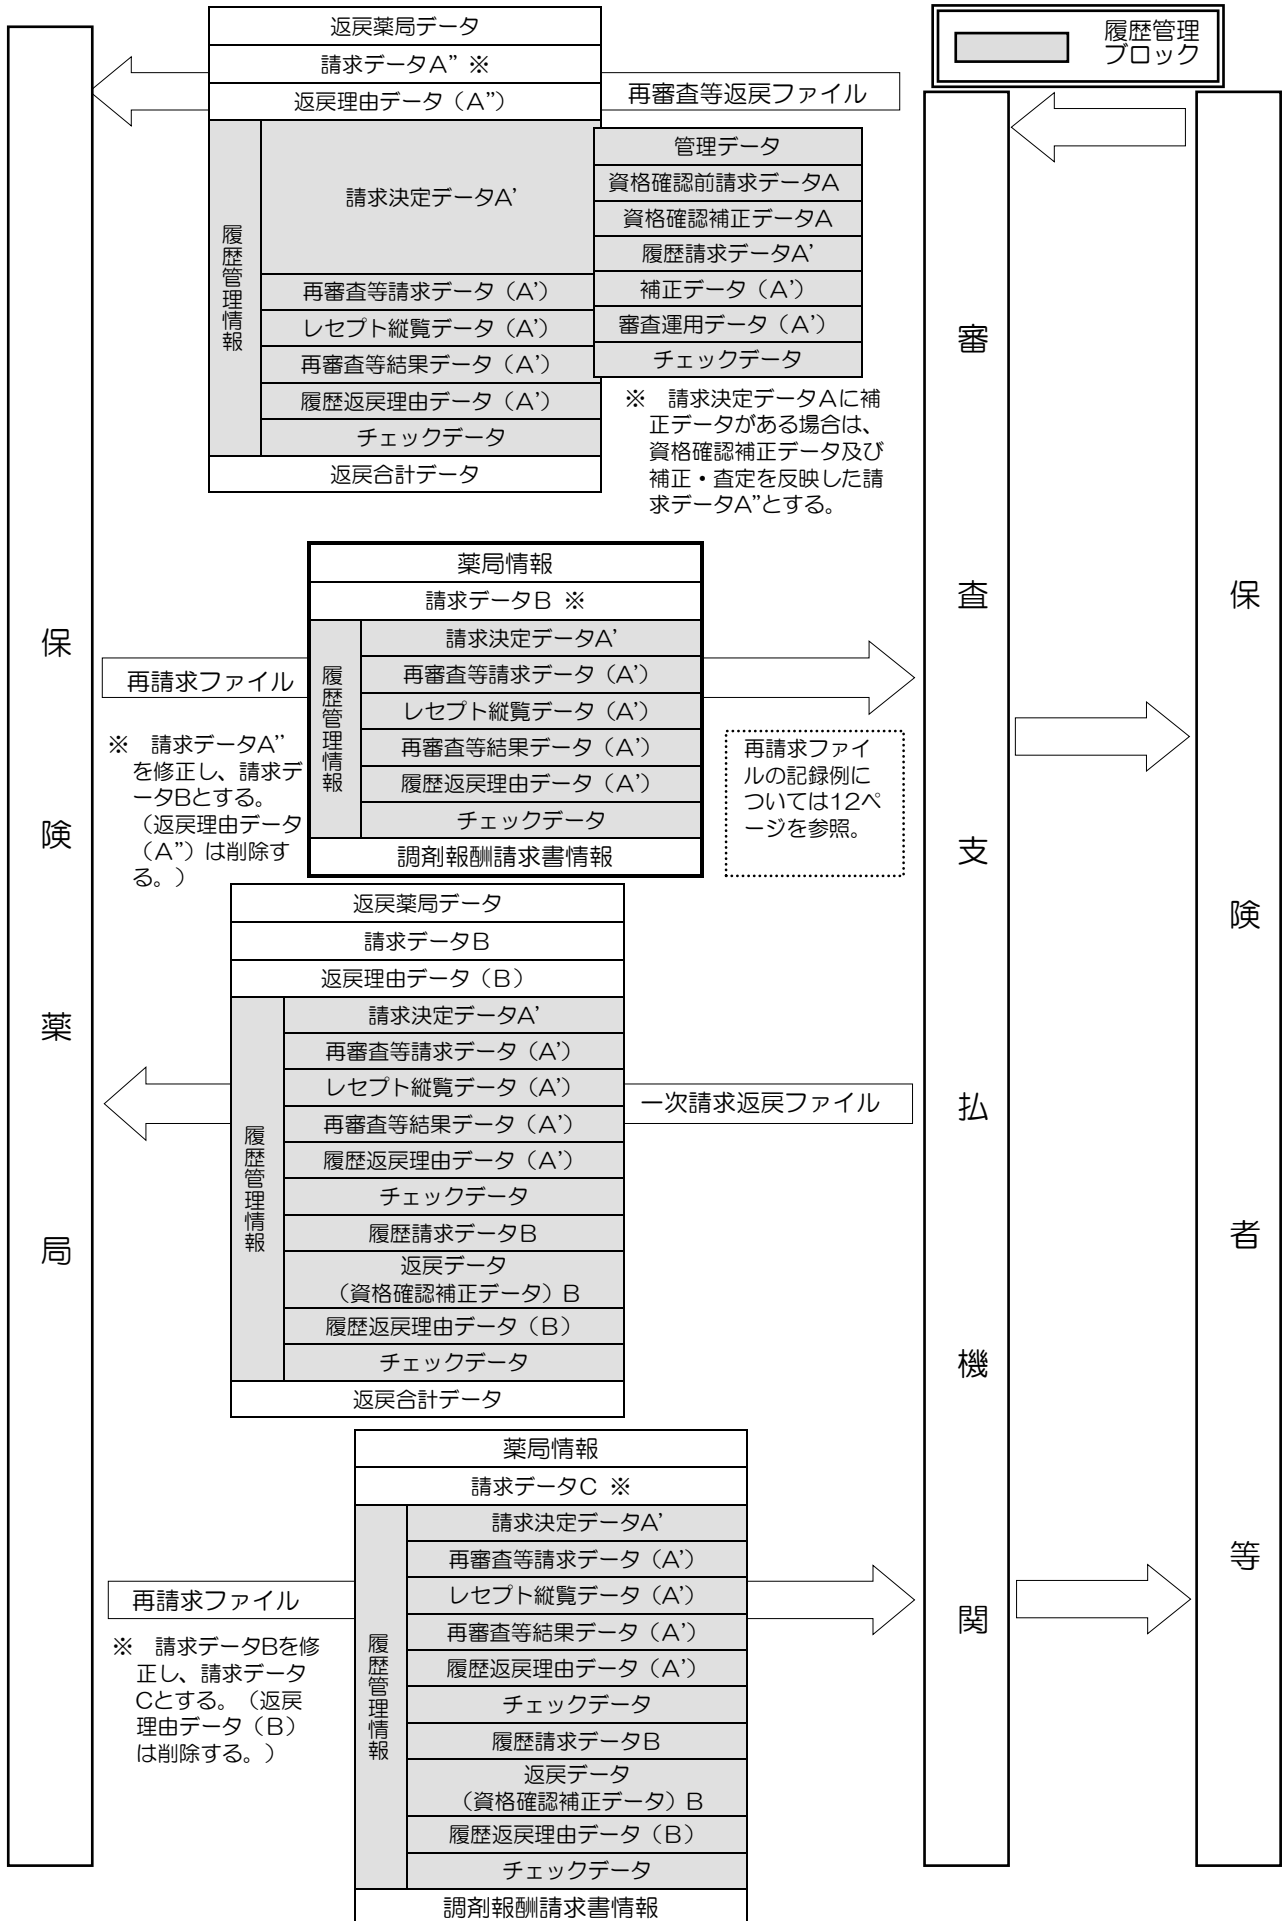 返戻薬局データ
請求データA” ※
返戻理由データ（A”）
履歴管理情報
請求決定データA’
再審査等請求データ（A’）
レセプト縦覧データ（A’）
再審査等結果データ（A’）
履歴返戻理由データ（A’）
チェックデータ
返戻合計データ
再審査等返戻ファイル
管理データ
資格確認前請求データA
資格確認補正データA
履歴請求データA’
補正データ（A’）
審査運用データ（A’）
チェックデータ
※　請求決定データAに補
正データがある場合は、
資格確認補正データ及び
補正・査定を反映した請
求データA”とする。
履歴管理
ブロック
保険薬局
審査支払機関
保険者等
再請求ファイル
※　請求データA”
を修正し、請求デ
ータBとする。
（返戻理由データ
（A”）は削除す
る。）
薬局情報
請求データB ※
履歴管理情報
請求決定データA’
再審査等請求データ（A’）
レセプト縦覧データ（A’）
再審査等結果データ（A’）
履歴返戻理由データ（A’）
チェックデータ
調剤報酬請求書情報
再請求ファイ
ルの記録例に
ついては12ペ
ージを参照。
返戻薬局データ
請求データB
返戻理由データ（B）
履歴管理情報
請求決定データA’
再審査等請求データ（A’）
レセプト縦覧データ（A’）
再審査等結果データ（A’）
履歴返戻理由データ（A’）
チェックデータ
履歴請求データB
返戻データ
（資格確認補正データ）B
履歴返戻理由データ（B）
チェックデータ
返戻合計データ
一次請求返戻ファイル
再請求ファイル
※　請求データBを修
正し、請求データ
Cとする。（返戻
理由データ（B）
は削除する。）
薬局情報
請求データC ※
履歴管理情報
請求決定データA’
再審査等請求データ（A’）
レセプト縦覧データ（A’）
再審査等結果データ（A’）
履歴返戻理由データ（A’）
チェックデータ
履歴請求データB
返戻データ
（資格確認補正データ）B
履歴返戻理由データ（B）
チェックデータ
調剤報酬請求書情報